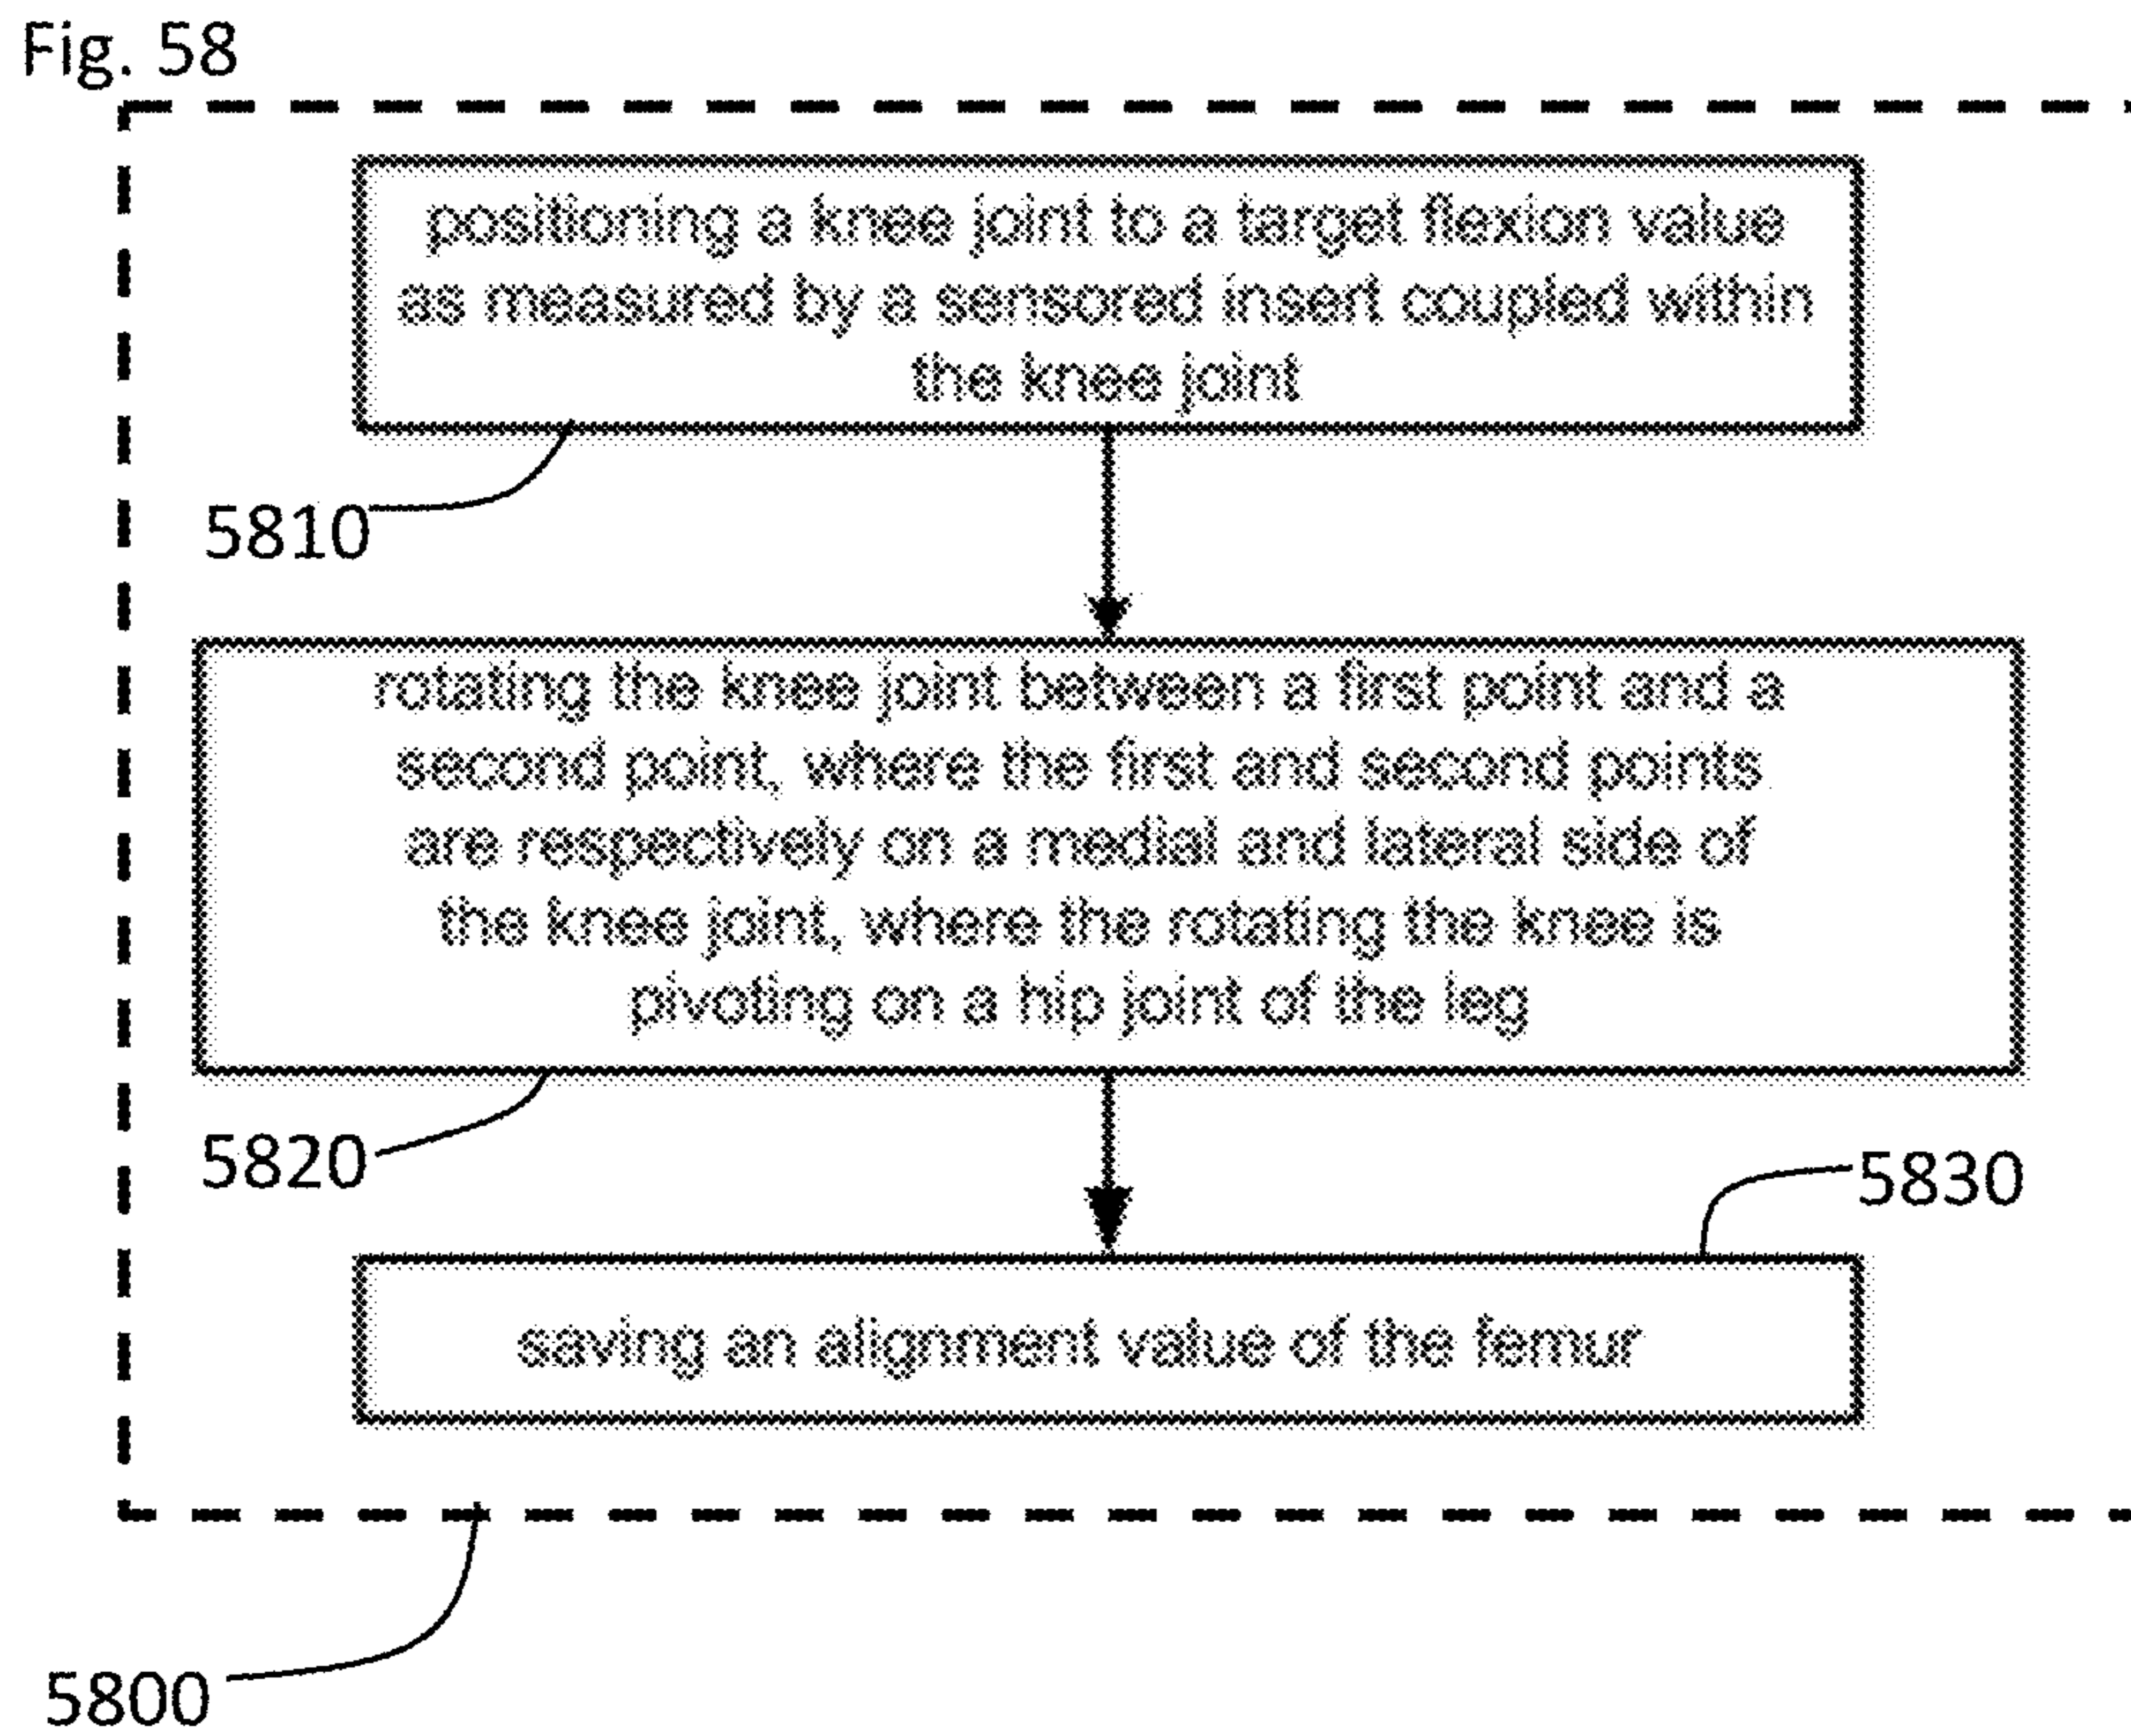 Fig. 58
positioning a knee joint to a target flexion value
as measured by a sensored insert coupled within
the knee joint
5810
rotating the knee joint between a first point and a
second point, where the first and second points
are respectively on a medial and lateral side of
the knee joint, where the rotating the knee is
pivoting on a hip joint of the leg
5820
5830
saving an alignment value of the femur
5800